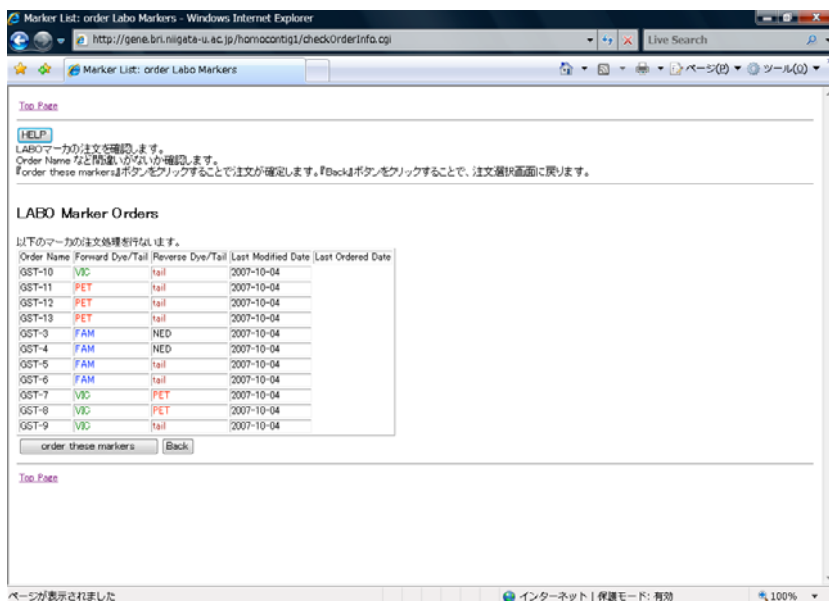 Marker List: order Labo Markers - Windows Internet Explorer
http://gene.bri.niigata-u.ac.jp/homocontig1/checkOrderInfo.cgi
Live Search
Marker List: order Labo Markers
ページ(P) ツール(O)
Top Page
HELP
LABOマーカの注文を確認します。
Order Name など間違いがないか確認します。
『order these markers』ボタンをクリックすることで注文が確定します。『Back』ボタンをクリックすることで、注文選択画面に戻ります。
LABO Marker Orders
以下のマーカの注文処理を行ないます。
Order Name Forward Dye/Tail Reverse Dye/Tail Last Modified Date Last Ordered Date
GST-10 VIC tail 2007-10-04
GST-11 PET tail 2007-10-04
GST-12 PET tail 2007-10-04
GST-13 PET tail 2007-10-04
GST-3 FAM NED 2007-10-04
GST-4 FAM NED 2007-10-04
GST-5 FAM tail 2007-10-04
GST-6 FAM tail 2007-10-04
GST-7 VIC PET 2007-10-04
GST-8 VIC PET 2007-10-04
GST-9 VIC tail 2007-10-04
order these markers Back
Top Page
ページが表示されました インターネット | 保護モード: 有効 100%